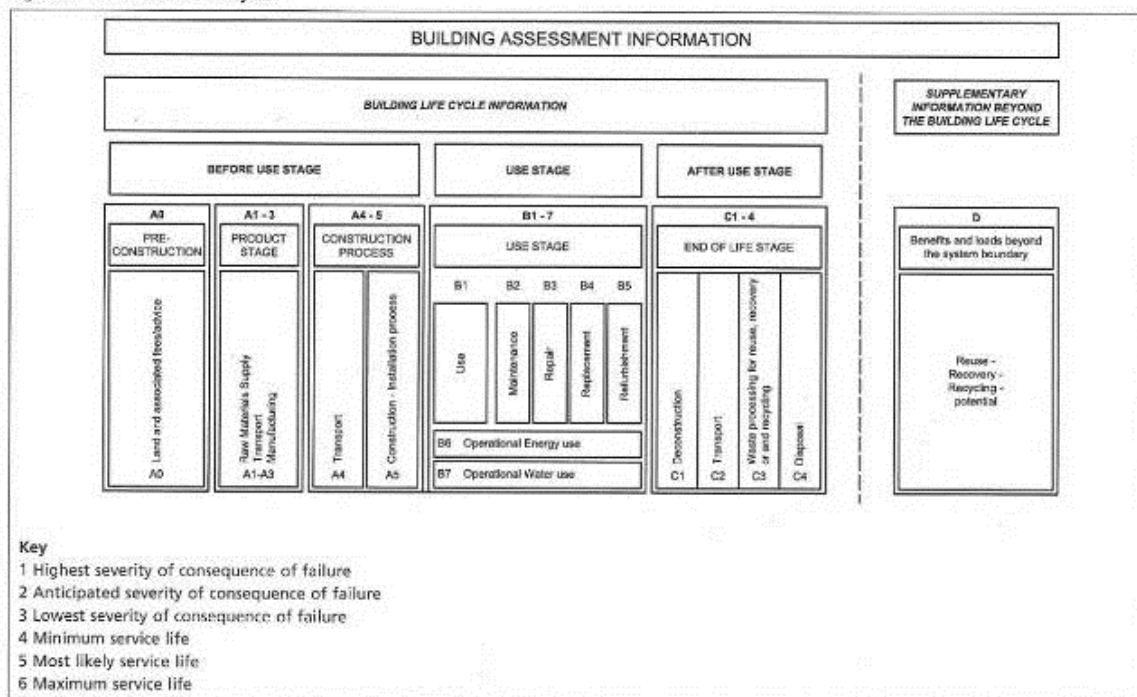 BUILDING ASSESSMENT INFORMATION
BUILDING LIFE CYCLE INFORMATION
SUPPLEMENTARY
INFORMATION BEYOND
THE BUILDING LIFE CYCLE
BEFORE USE STAGE
USE STAGE
AFTER USE STAGE
A0
PRE-
CONSTRUCTION
Land and associated fees/advice
A0
A1 - 3
PRODUCT
STAGE
Raw Materials Supply
Transport
Manufacturing
A1-A3
A4 - 5
CONSTRUCTION
PROCESS
Transport
A4
Construction - Installation process
A5
B1 - 7
USE STAGE
B1
Use
B2
Maintenance
B3
Repair
B4
Replacement
B5
Refurbishment
B6 Operational Energy use
B7 Operational Water use
C1 - 4
END OF LIFE STAGE
Deconstruction
C1
Transport
C2
Waste processing for reuse, recovery
or and recycling
C3
Disposal
C4
D
Benefits and loads beyond
the system boundary
Reuse -
Recovery -
Recycling -
potential
Key
1 Highest severity of consequence of failure
2 Anticipated severity of consequence of failure
3 Lowest severity of consequence of failure
4 Minimum service life
5 Most likely service life
6 Maximum service life